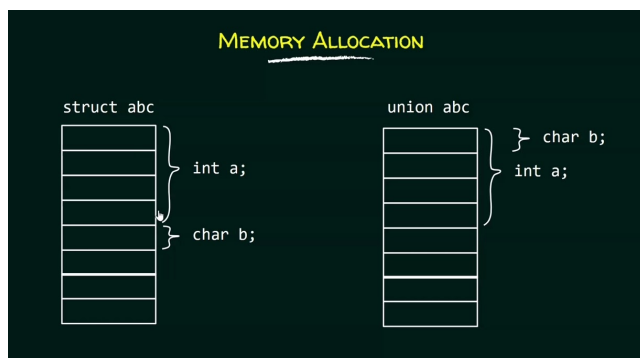 MEMORY ALLOCATION
struct abc
int a;
char b;
union abc
char b;
int a;